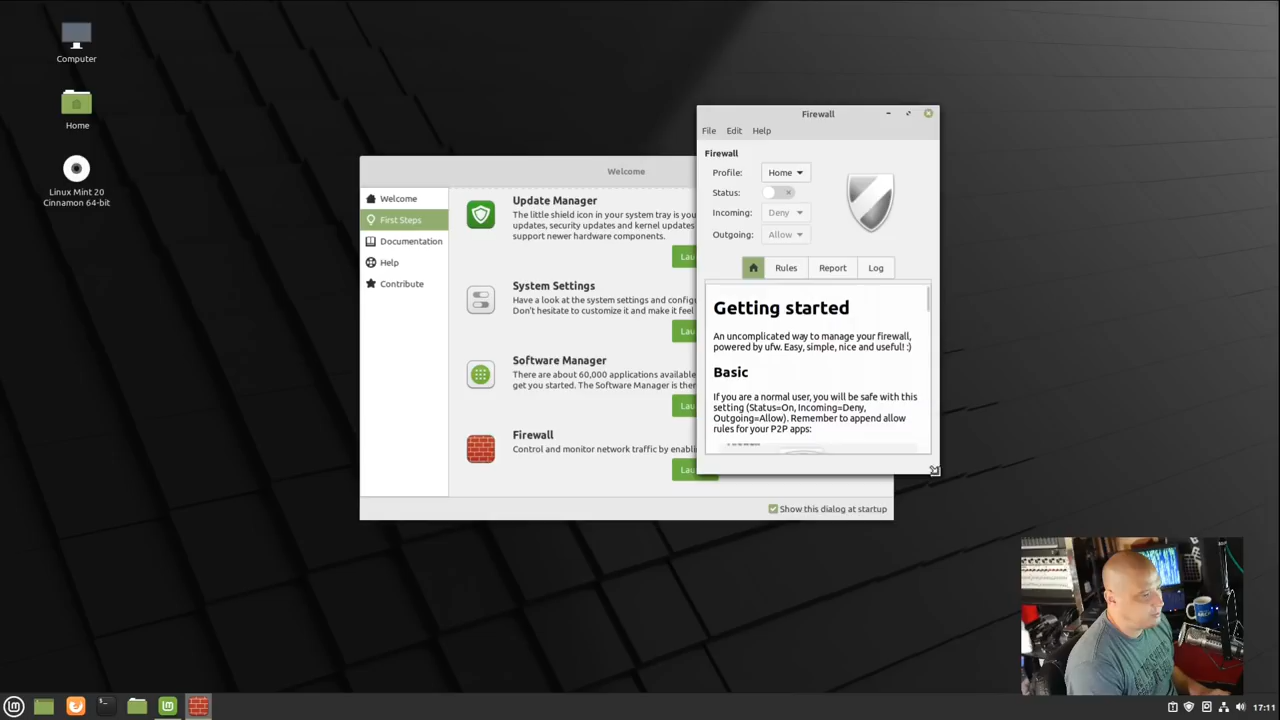 Computer
Home
Linux Mint 20
Cinnamon 64-bit
Welcome
Welcome
First Steps
Documentation
Help
Contribute
Update Manager
The little shield icon in your system tray is you
updates, security updates and kernel updates
support newer hardware components.
Lau
System Settings
Have a look at the system settings and config
Don't hesitate to customize it and make it feel
Lau
Software Manager
There are about 60,000 applications available
get you started. The Software Manager is ther
Lau
Firewall
Control and monitor network traffic by enabli
Lau
Show this dialog at startup
Firewall
File Edit Help
Firewall
Profile: Home
Status:
Incoming: Deny
Outgoing: Allow
Rules Report Log
Getting started
An uncomplicated way to manage your firewall,
powered by ufw. Easy, simple, nice and useful! :)
Basic
If you are a normal user, you will be safe with this
setting (Status=On, Incoming=Deny,
Outgoing=Allow). Remember to append allow
rules for your P2P apps:
17:11